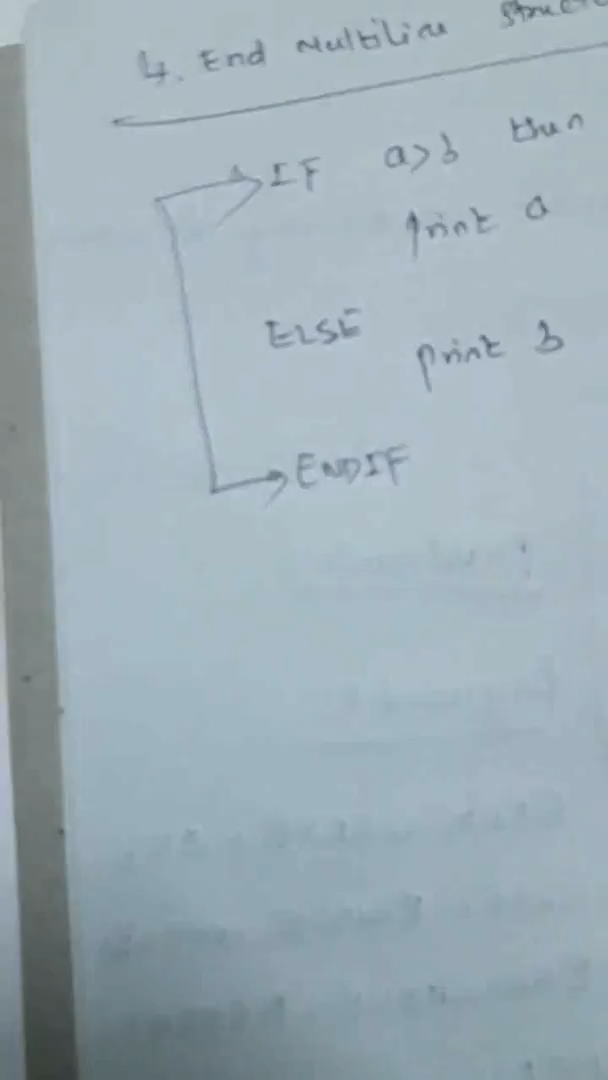 4. End Multiline
IF a>b then
print a
ELSE
print b
ENDIF